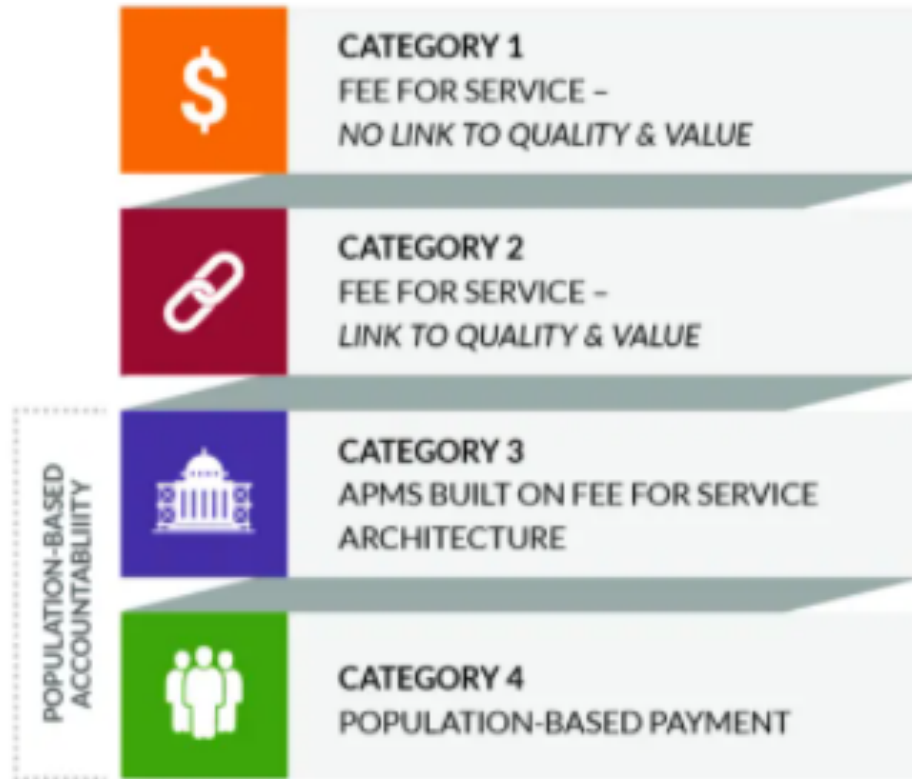 $
CATEGORY 1
FEE FOR SERVICE –
NO LINK TO QUALITY & VALUE
CATEGORY 2
FEE FOR SERVICE –
LINK TO QUALITY & VALUE
POPULATION-BASED
ACCOUNTABLIITY
CATEGORY 3
APMS BUILT ON FEE FOR SERVICE
ARCHITECTURE
CATEGORY 4
POPULATION-BASED PAYMENT